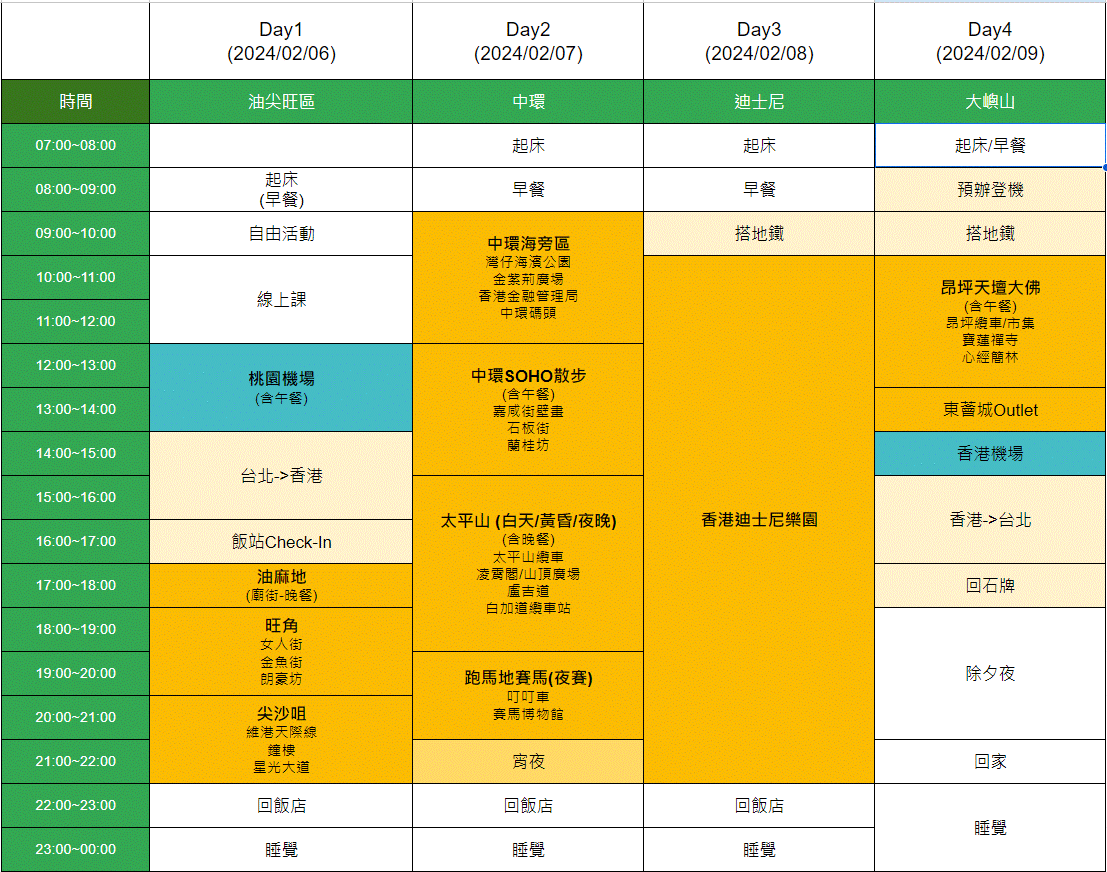 Day1
(2024/02/06)
Day2
(2024/02/07)
Day3
(2024/02/08)
Day4
(2024/02/09)
時間
油尖旺區
中環
迪士尼
大嶼山
07:00~08:00
起床
起床
起床/早餐
08:00~09:00
起床
(早餐)
早餐
早餐
預辦登機
09:00~10:00
自由活動
中環海旁區
灣仔海濱公園
金紫荊廣場
香港金融管理局
中環碼頭
搭地鐵
搭地鐵
10:00~11:00
線上課
香港迪士尼樂園
昂坪天壇大佛
(含午餐)
昂坪纜車/市集
寶蓮禪寺
心經簡林
11:00~12:00
12:00~13:00
桃園機場
(含午餐)
中環SOHO散步
(含午餐)
嘉咸街壁畫
石板街
蘭桂坊
13:00~14:00
東薈城Outlet
14:00~15:00
台北->香港
香港機場
15:00~16:00
太平山 (白天/黃昏/夜晚)
(含晚餐)
太平山纜車
凌霄閣/山頂廣場
盧吉道
白加道纜車站
香港->台北
16:00~17:00
飯站Check-In
17:00~18:00
油麻地
(廟街-晚餐)
回石牌
18:00~19:00
旺角
女人街
金魚街
朗豪坊
除夕夜
19:00~20:00
跑馬地賽馬(夜賽)
叮叮車
賽馬博物館
20:00~21:00
尖沙咀
維港天際線
鐘樓
星光大道
21:00~22:00
宵夜
回家
22:00~23:00
回飯店
回飯店
回飯店
睡覺
23:00~00:00
睡覺
睡覺
睡覺